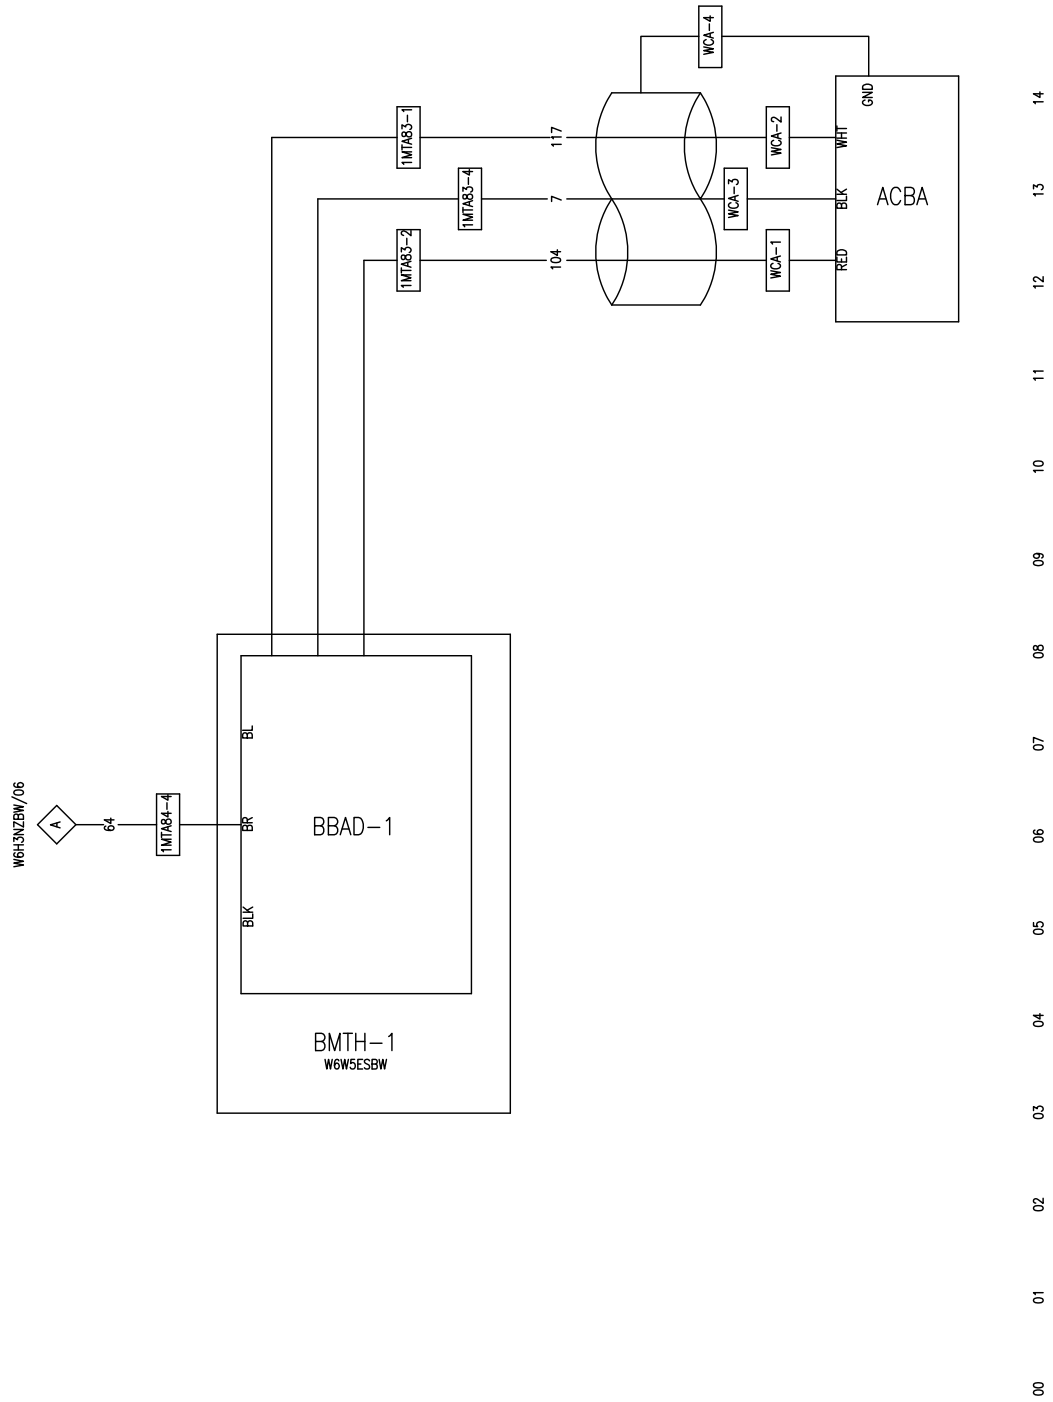 WCA-4
GND
14
1MTA83-1
117
WCA-2
WHT
1MTA83-4
7
WCA-3
BLK
ACBA
13
1MTA83-2
104
WCA-1
RED
12
11
10
09
08
BL
07
W6H3NZBW/06
A
64
1MTA84-4
BR
BBAD-1
06
BLK
05
BMTH-1
W6W5ESBW
04
03
02
01
00